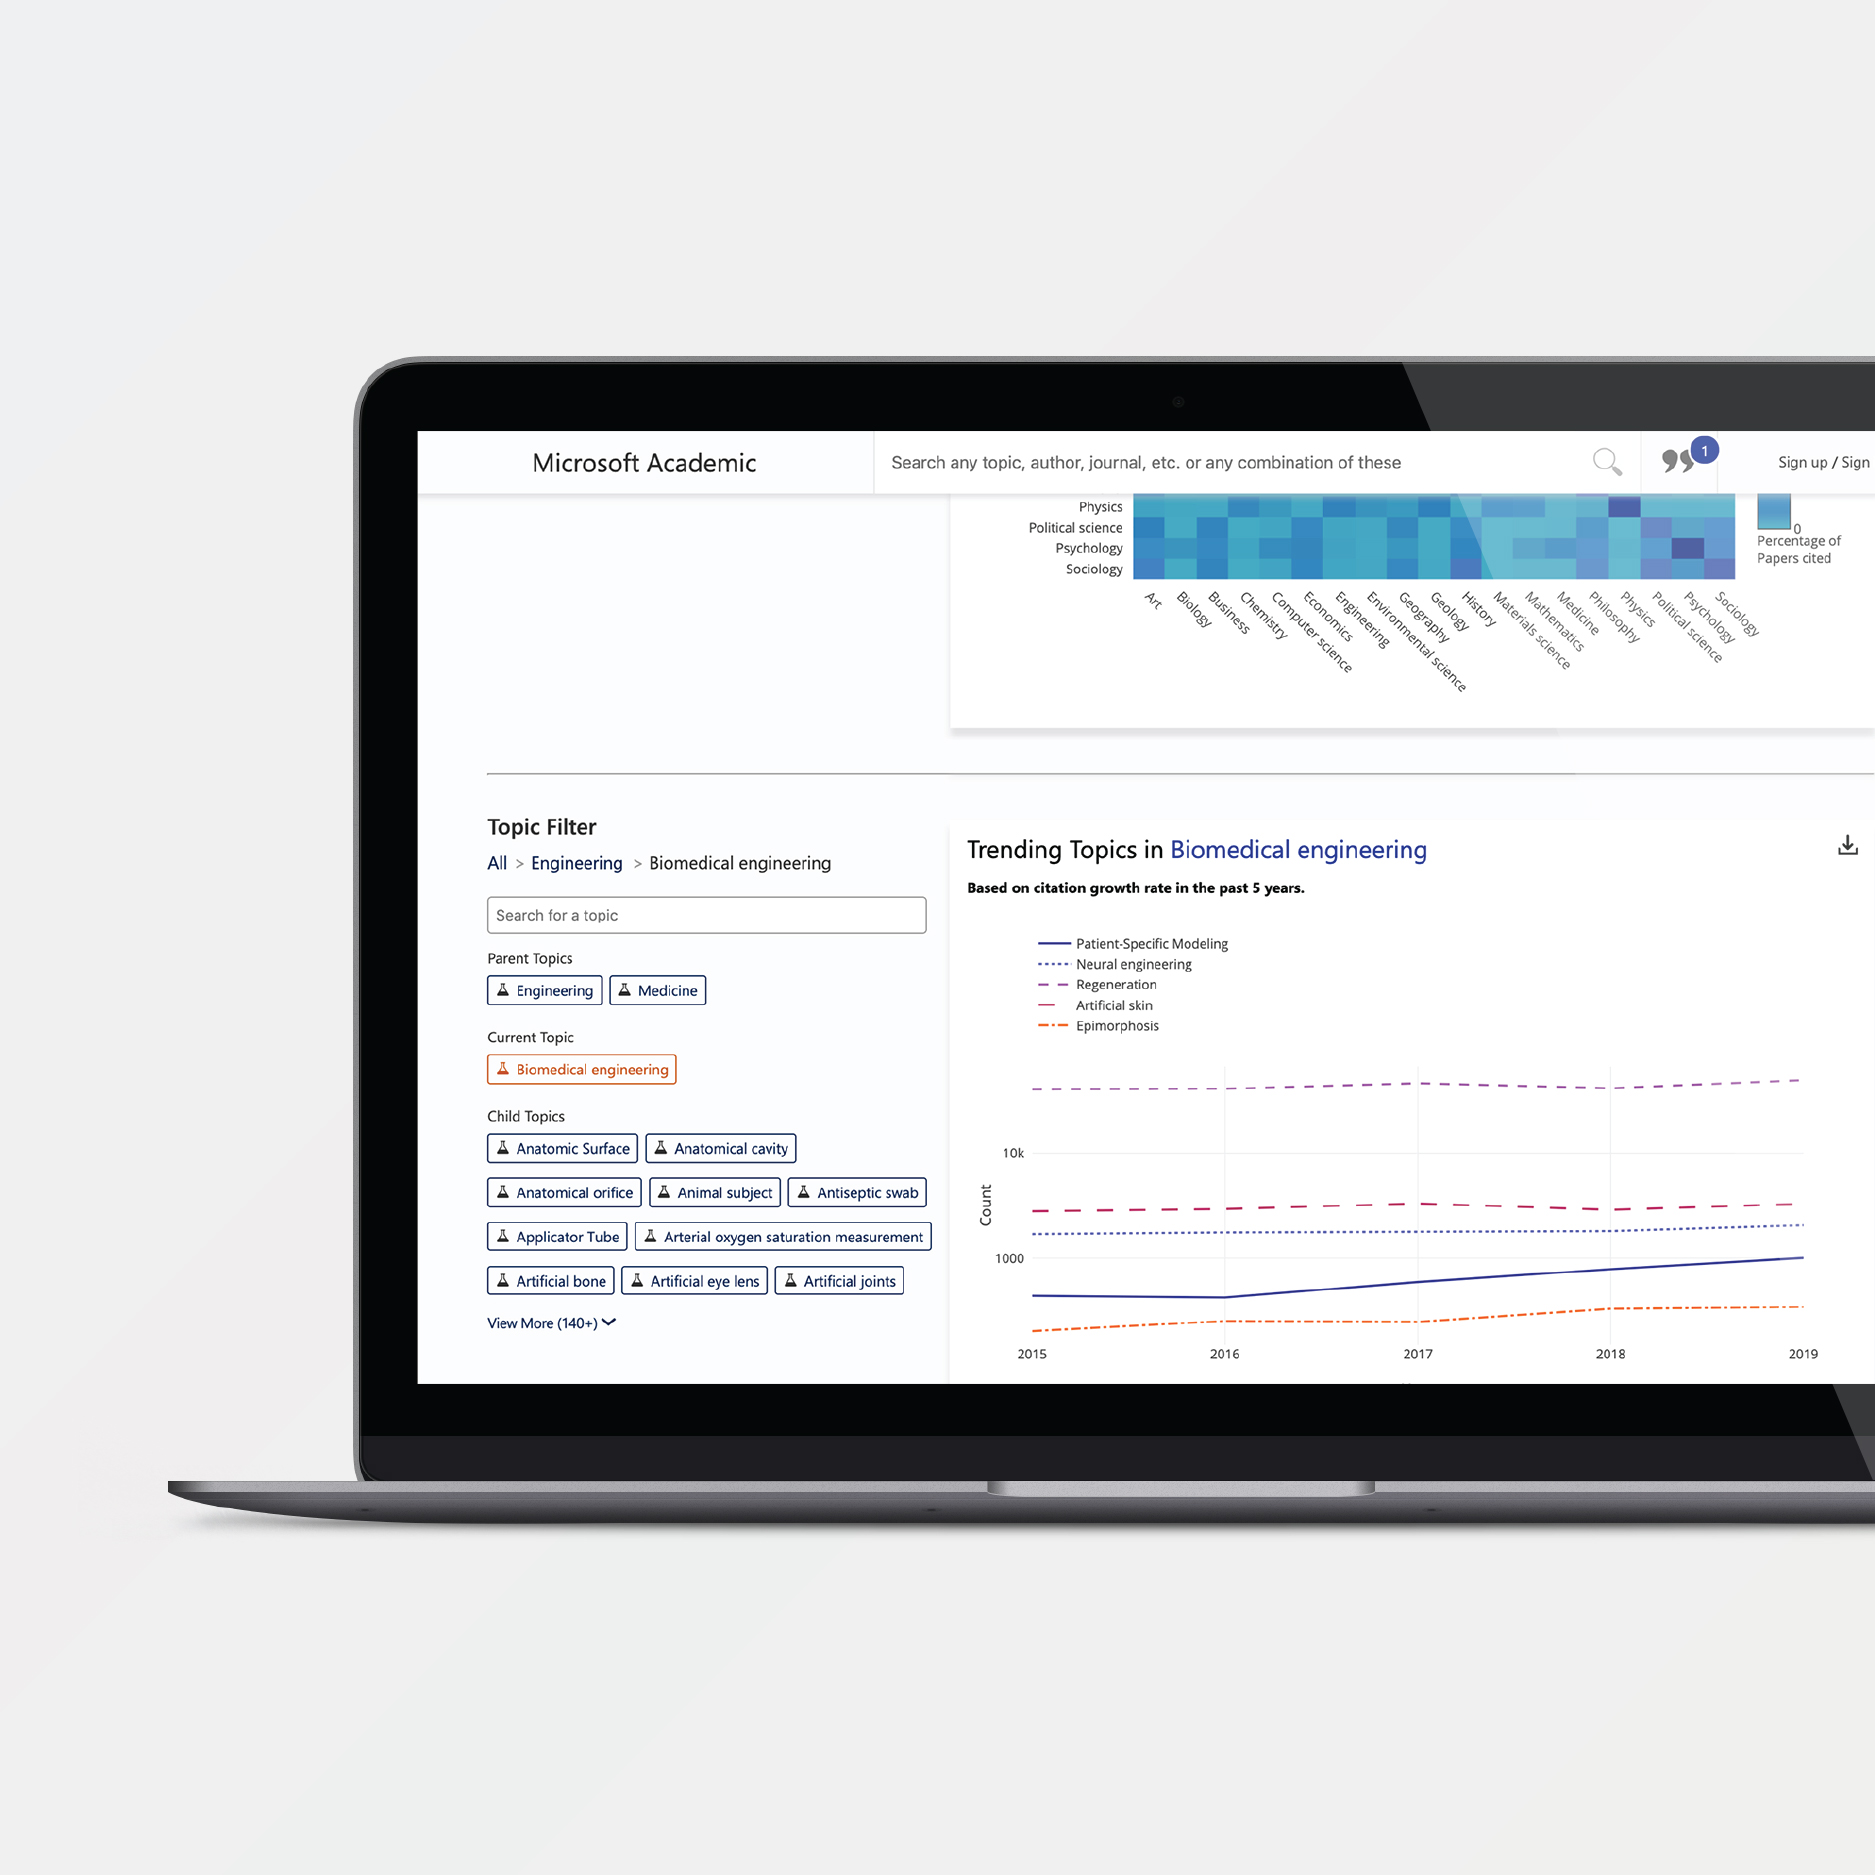 Microsoft Academic
Search any topic, author, journal, etc. or any combination of these
1
Sign up / Sign
Physics
Political science
Psychology
Sociology
0
Percentage of
Papers cited
Art
Biology
Business
Chemistry
Computer science
Economics
Engineering
Environmental science
Geography
Geology
History
Materials science
Mathematics
Medicine
Philosophy
Physics
Political science
Psychology
Sociology
Topic Filter
All > Engineering > Biomedical engineering
Search for a topic
Parent Topics
Engineering Medicine
Current Topic
Biomedical engineering
Child Topics
Anatomic Surface Anatomical cavity
Anatomical orifice Animal subject Antiseptic swab
Applicator Tube Arterial oxygen saturation measurement
Artificial bone Artificial eye lens Artificial joints
View More (140+)
Trending Topics in Biomedical engineering
Based on citation growth rate in the past 5 years.
Patient-Specific Modeling
Neural engineering
Regeneration
Artificial skin
Epimorphosis
10k
Count
1000
2015 2016 2017 2018 2019